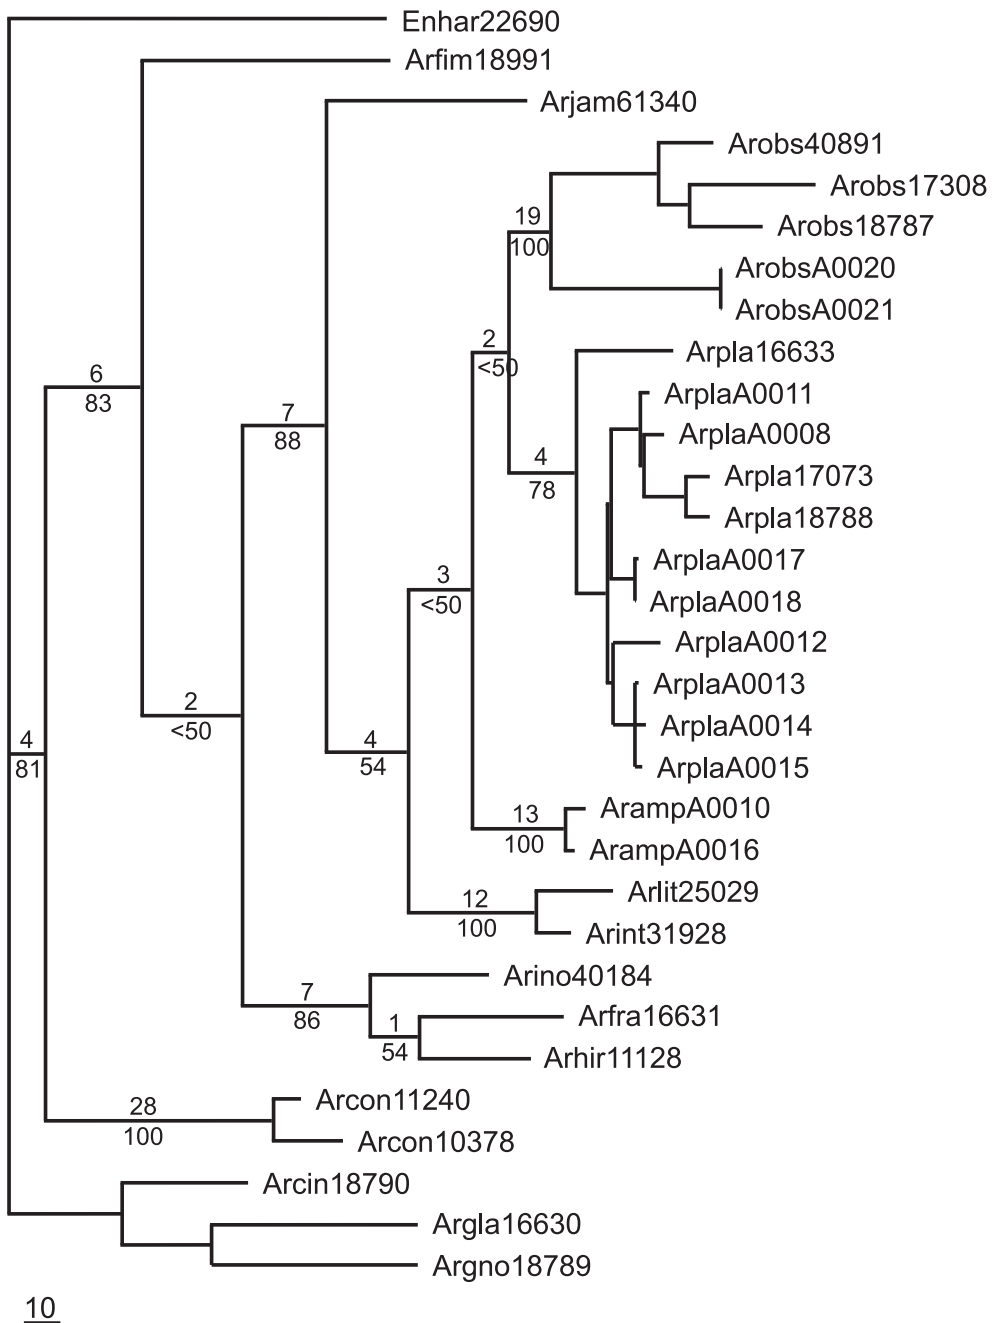 Enhar22690
Arfim18991
Arjam61340
Arobs40891
Arobs17308
19
100
Arobs18787
ArobsA0020
ArobsA0021
2
<50
Arpla16633
6
83
ArplaA0011
7
88
ArplaA0008
4
78
Arpla17073
Arpla18788
ArplaA0017
3
<50
ArplaA0018
ArplaA0012
ArplaA0013
2
<50
ArplaA0014
4
81
4
54
ArplaA0015
13
100
ArampA0010
ArampA0016
12
100
Arlit25029
Arint31928
Arino40184
7
86
Arfra16631
1
54
Arhir11128
28
100
Arcon11240
Arcon10378
Arcin18790
Argla16630
Argno18789
10